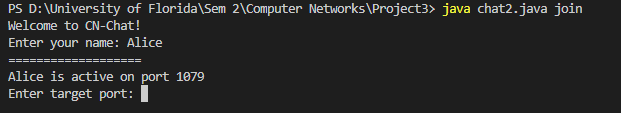 PS D:\University of Florida\Sem 2\Computer Networks\Project3> java chat2.java join
Welcome to CN-Chat!
Enter your name: Alice
===================
Alice is active on port 1079
Enter target port: